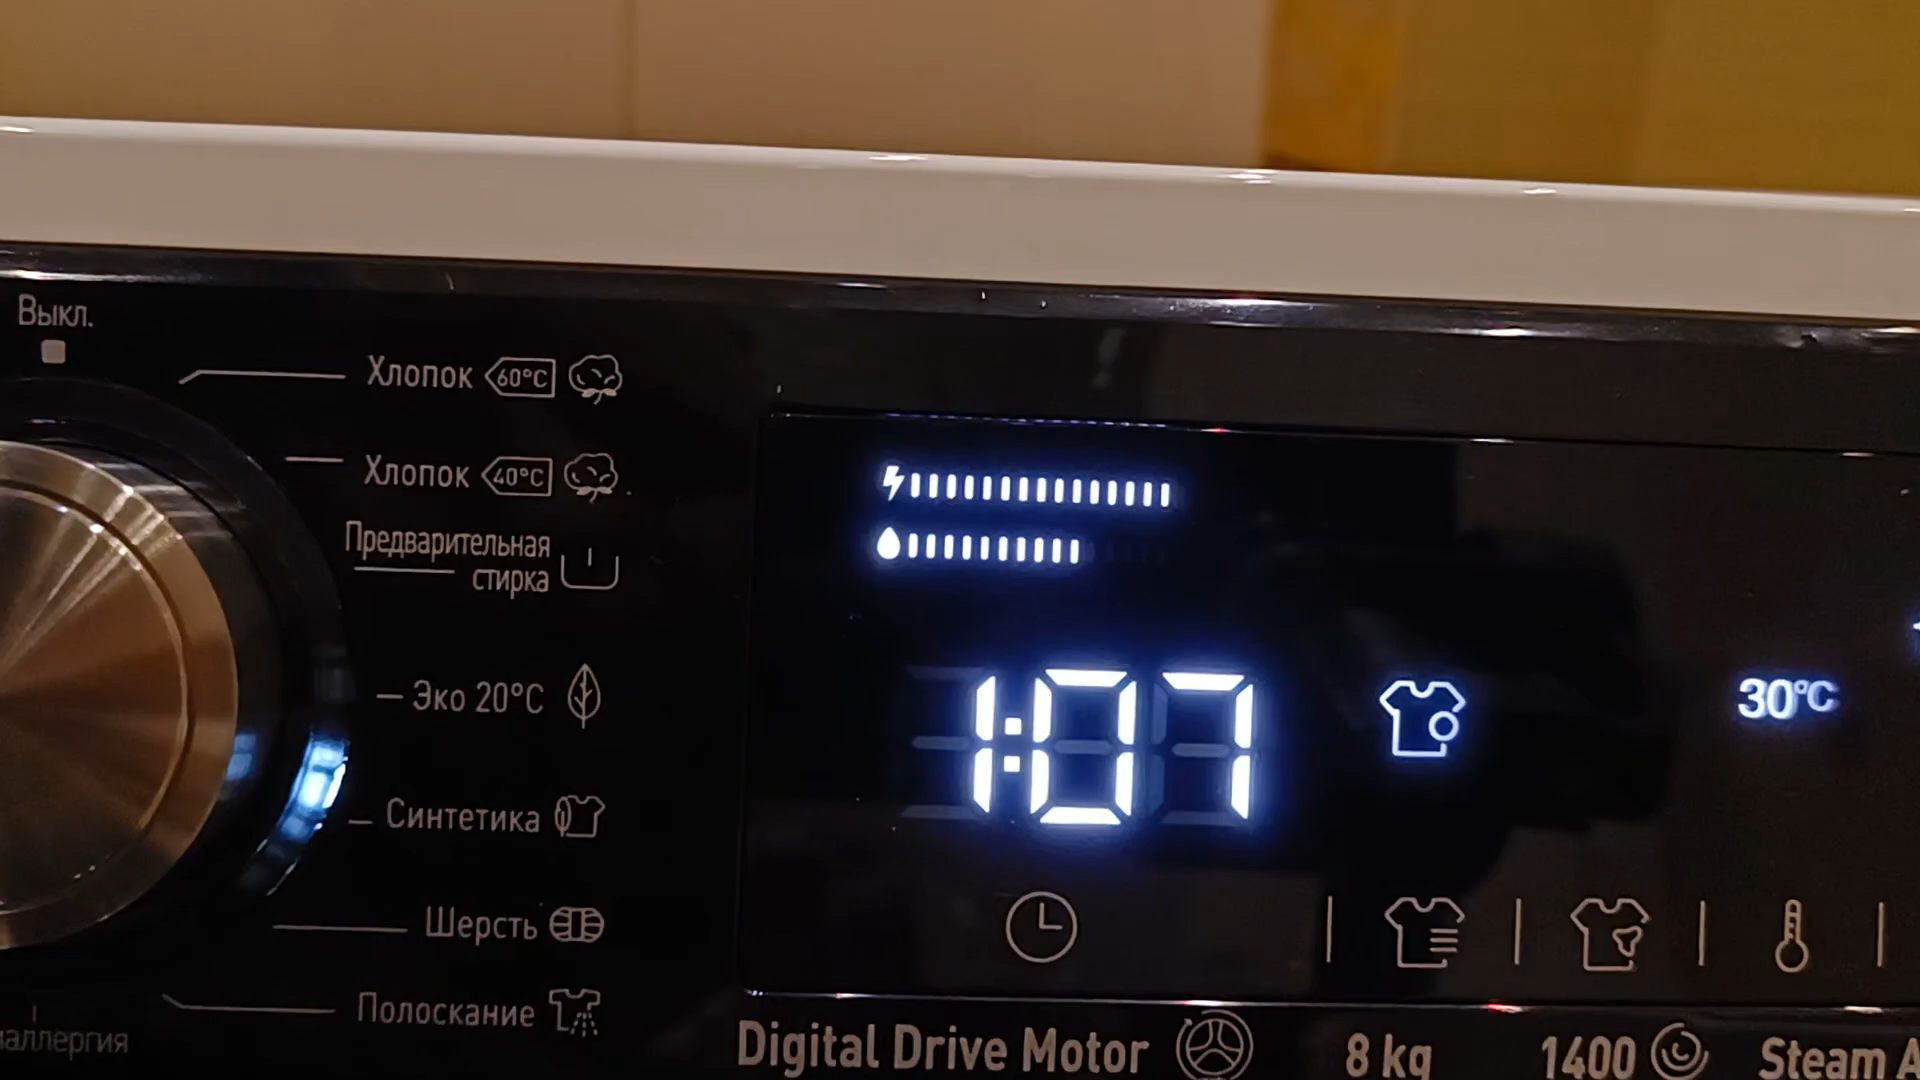 Выкл.
Хлопок 60°C
Хлопок 40°C
Предварительная
стирка
Эко 20°C
Синтетика
Шерсть
Полоскание
1:07
30°C
Digital Drive Motor 8 kg 1400 Steam